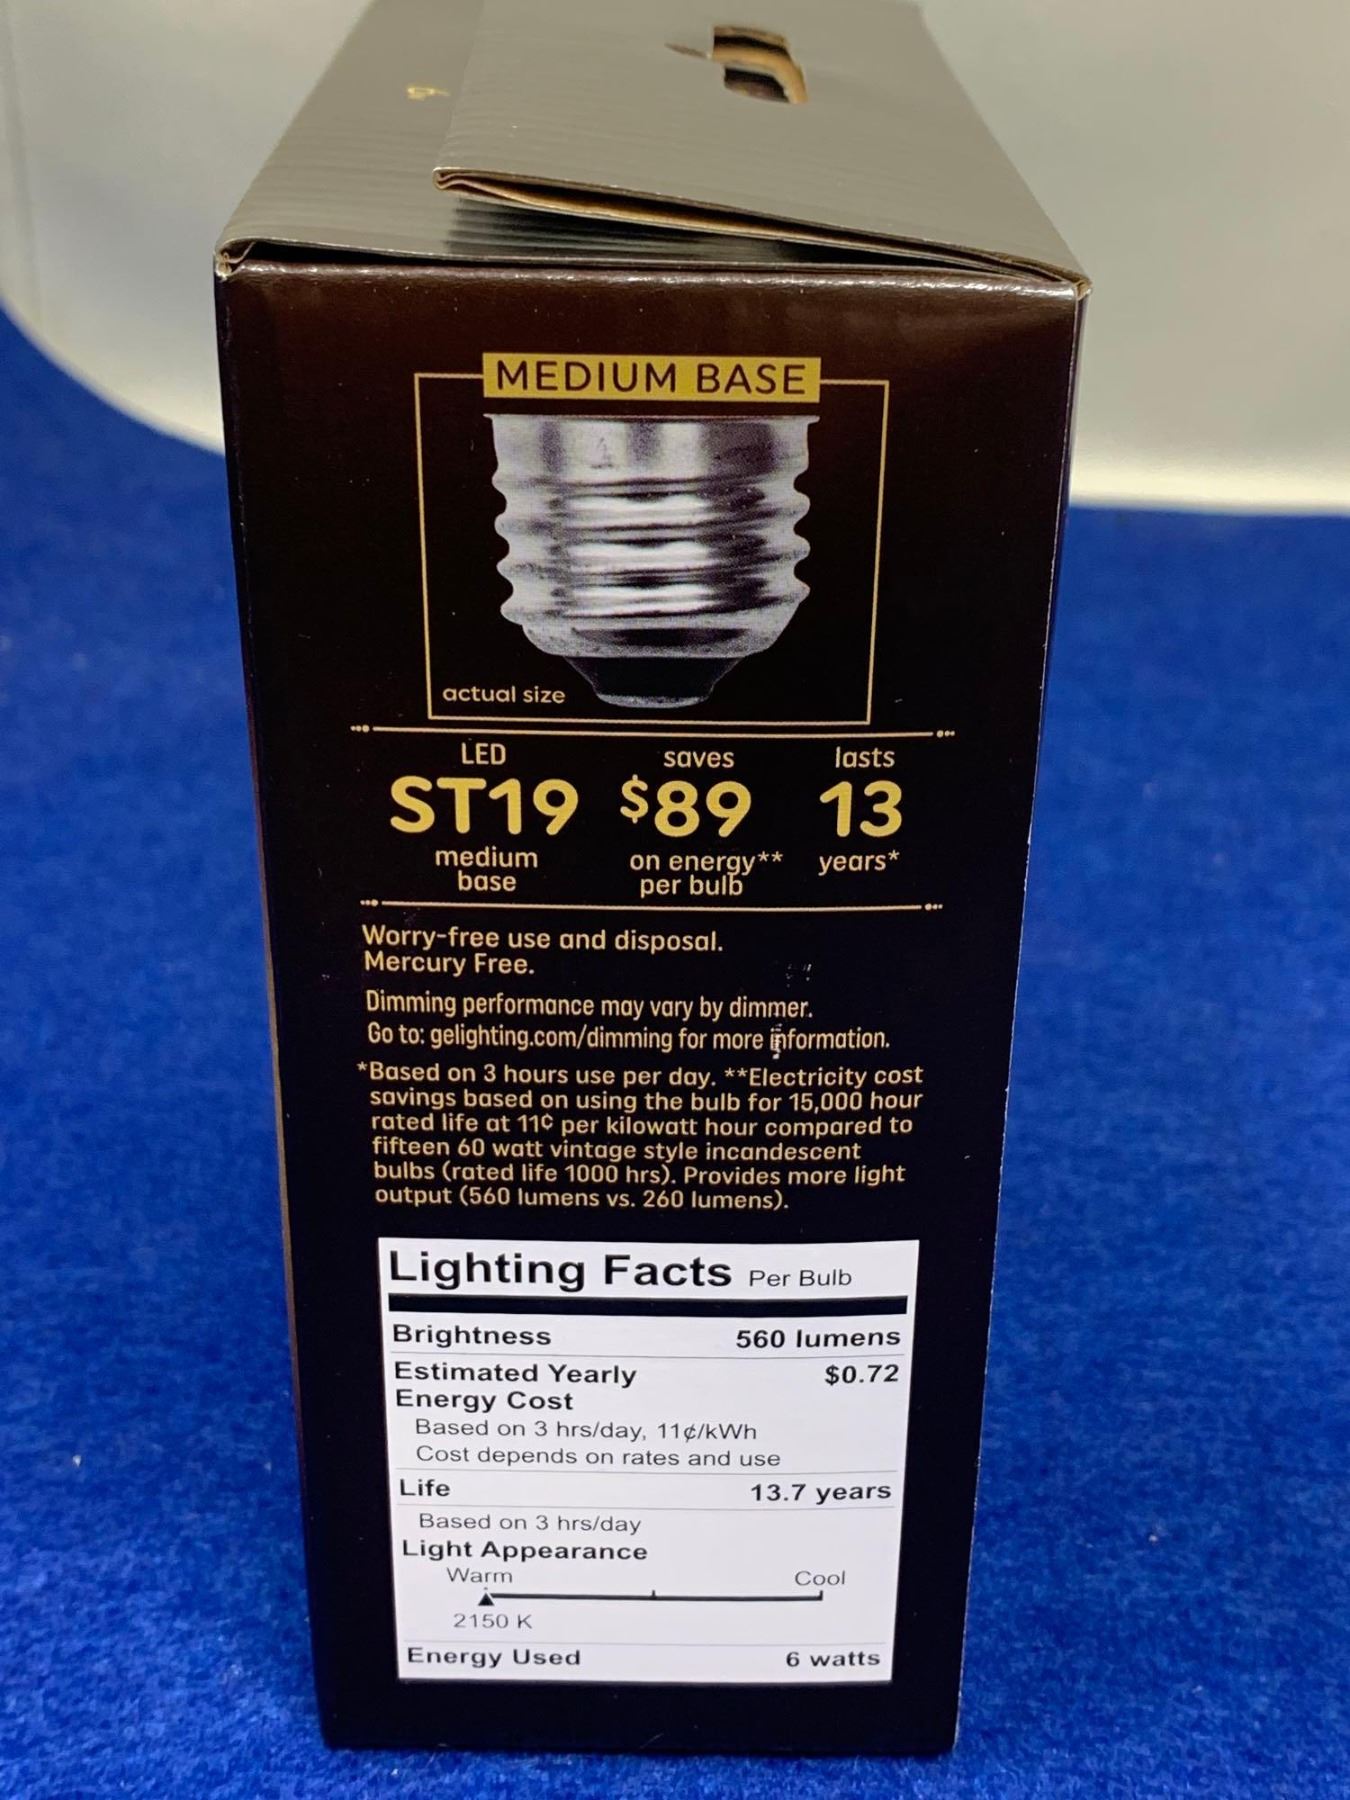 MEDIUM BASE
actual size
LED
ST19
medium
base
saves
$89
on energy**
per bulb
lasts
13
years*
Worry-free use and disposal.
Mercury Free.
Dimming performance may vary by dimmer.
Go to: gelighting.com/dimming for more information.
*Based on 3 hours use per day. **Electricity cost
savings based on using the bulb for 15,000 hour
rated life at 11¢ per kilowatt hour compared to
fifteen 60 watt vintage style incandescent
bulbs (rated life 1000 hrs). Provides more light
output (560 lumens vs. 260 lumens).
Lighting Facts Per Bulb
Brightness 560 lumens
Estimated Yearly $0.72
Energy Cost
Based on 3 hrs/day, 11¢/kWh
Cost depends on rates and use
Life 13.7 years
Based on 3 hrs/day
Light Appearance
Warm Cool
2150 K
Energy Used 6 watts